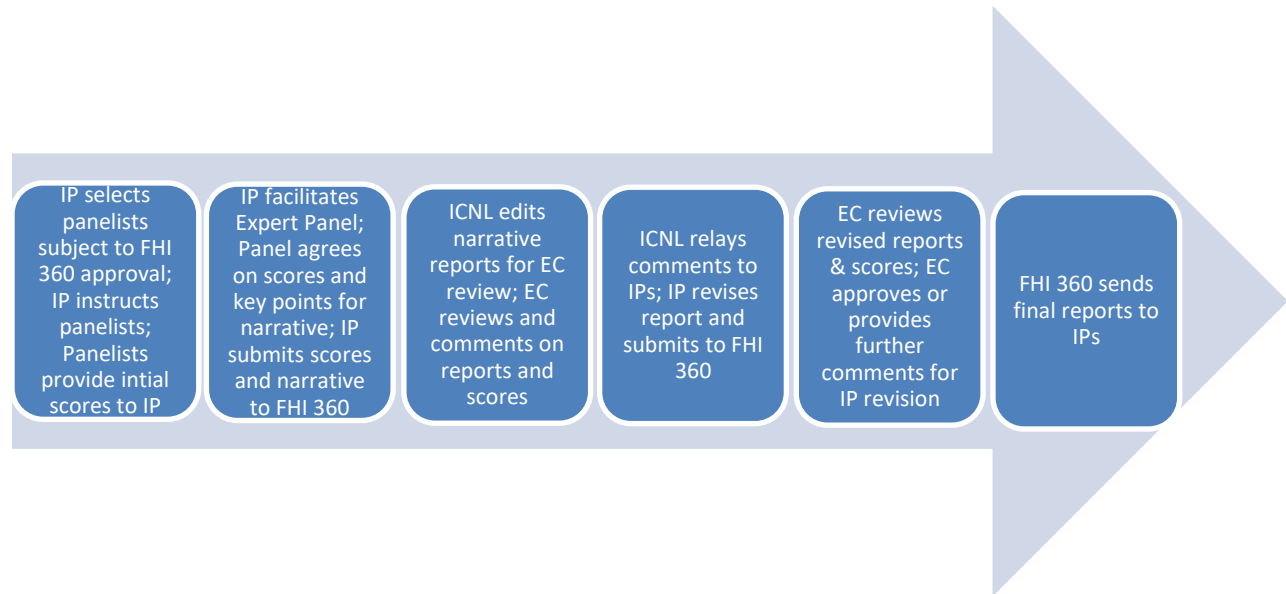 IP selects
panelists
subject to FHI
360 approval;
IP instructs
panelists;
Panelists
provide intial
scores to IP
IP facilitates
Expert Panel;
Panel agrees
on scores and
key points for
narrative; IP
submits scores
and narrative
to FHI 360
ICNL edits
narrative
reports for EC
review; EC
reviews and
comments on
reports and
scores
ICNL relays
comments to
IPs; IP revises
report and
submits to FHI
360
EC reviews
revised reports
& scores; EC
approves or
provides
further
comments for
IP revision
FHI 360 sends
final reports to
IPs